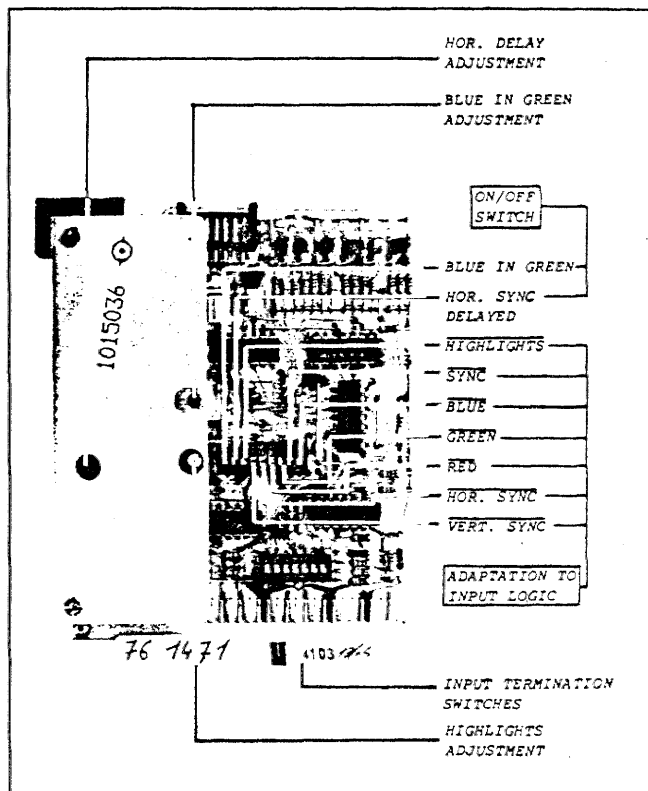 HOR. DELAY
ADJUSTMENT
BLUE IN GREEN
ADJUSTMENT
ON/OFF
SWITCH
BLUE IN GREEN
HOR. SYNC
DELAYED
HIGHLIGHTS
SYNC
BLUE
GREEN
RED
HOR. SYNC
VERT. SYNC
ADAPTATION TO
INPUT LOGIC
1015036
76 1471
4103
INPUT TERMINATION
SWITCHES
HIGHLIGHTS
ADJUSTMENT